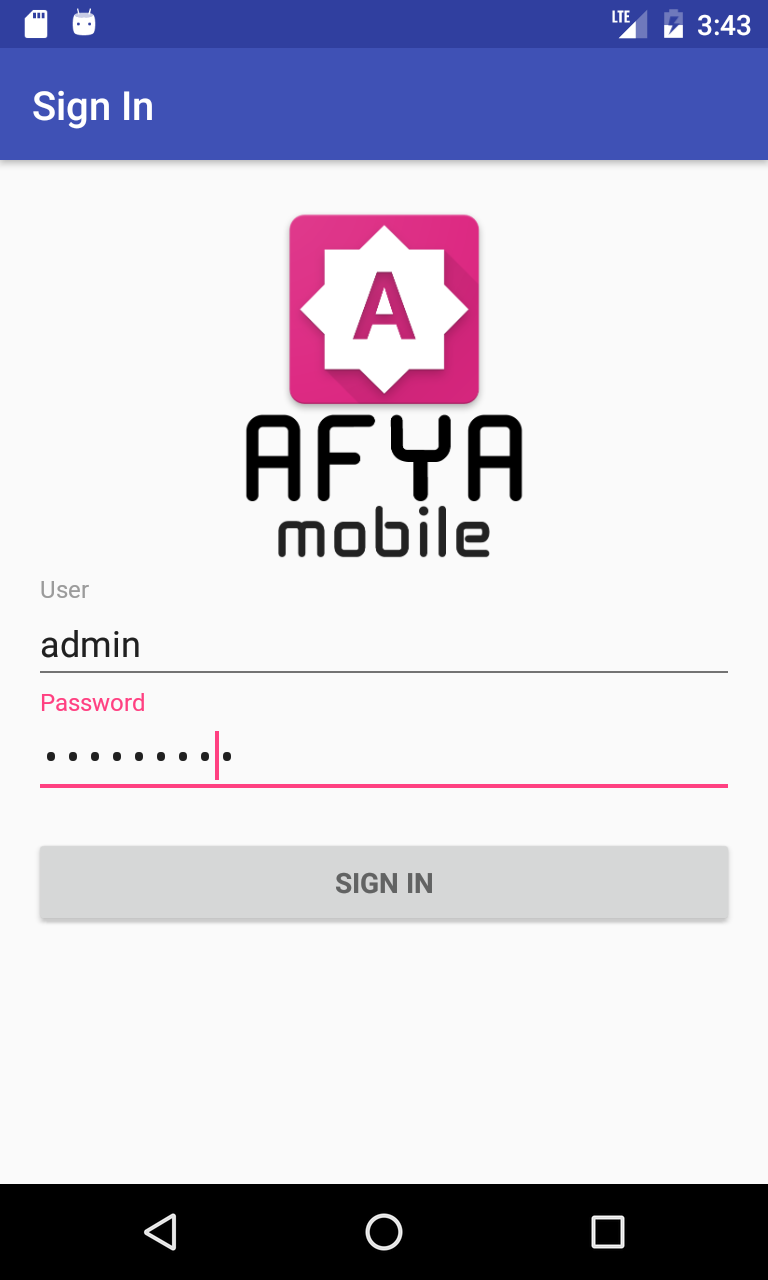 LTE 3:43
Sign In
A
AFYA
mobile
User
admin
Password
•••••••••
SIGN IN